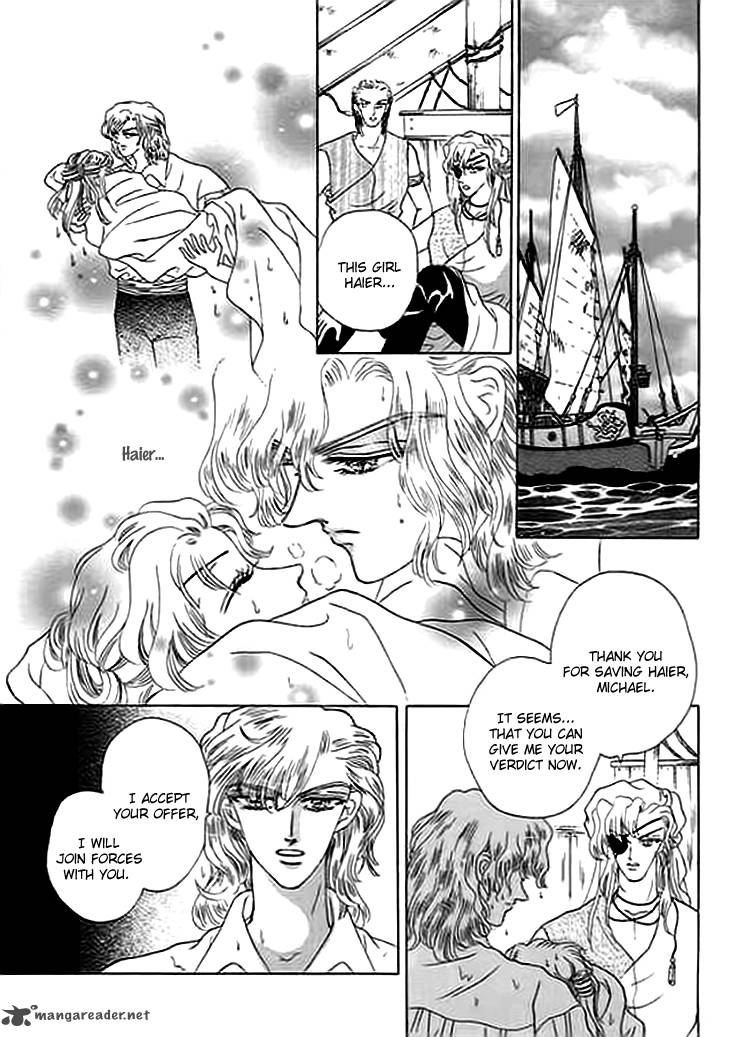 THIS GIRL
HAIER...
Haier...
THANK YOU
FOR SAVING HAIER,
MICHAEL.
IT SEEMS...
THAT YOU CAN
GIVE ME YOUR
VERDICT NOW.
I ACCEPT
YOUR OFFER,
I WILL
JOIN FORCES
WITH YOU.
mangareader.net